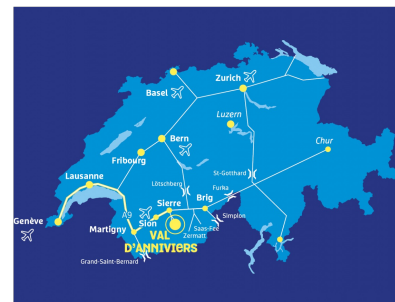 Zurich
Basel
Luzern
Bern
Chur
Fribourg
St-Gotthard
Lausanne
Lötschberg
Furka
Sierre
Brig
A9
Genève
Sion
Simplon
Martigny
VAL
D'ANNIVIERS
Saas-Fee
Zermatt
Grand-Saint-Bernard